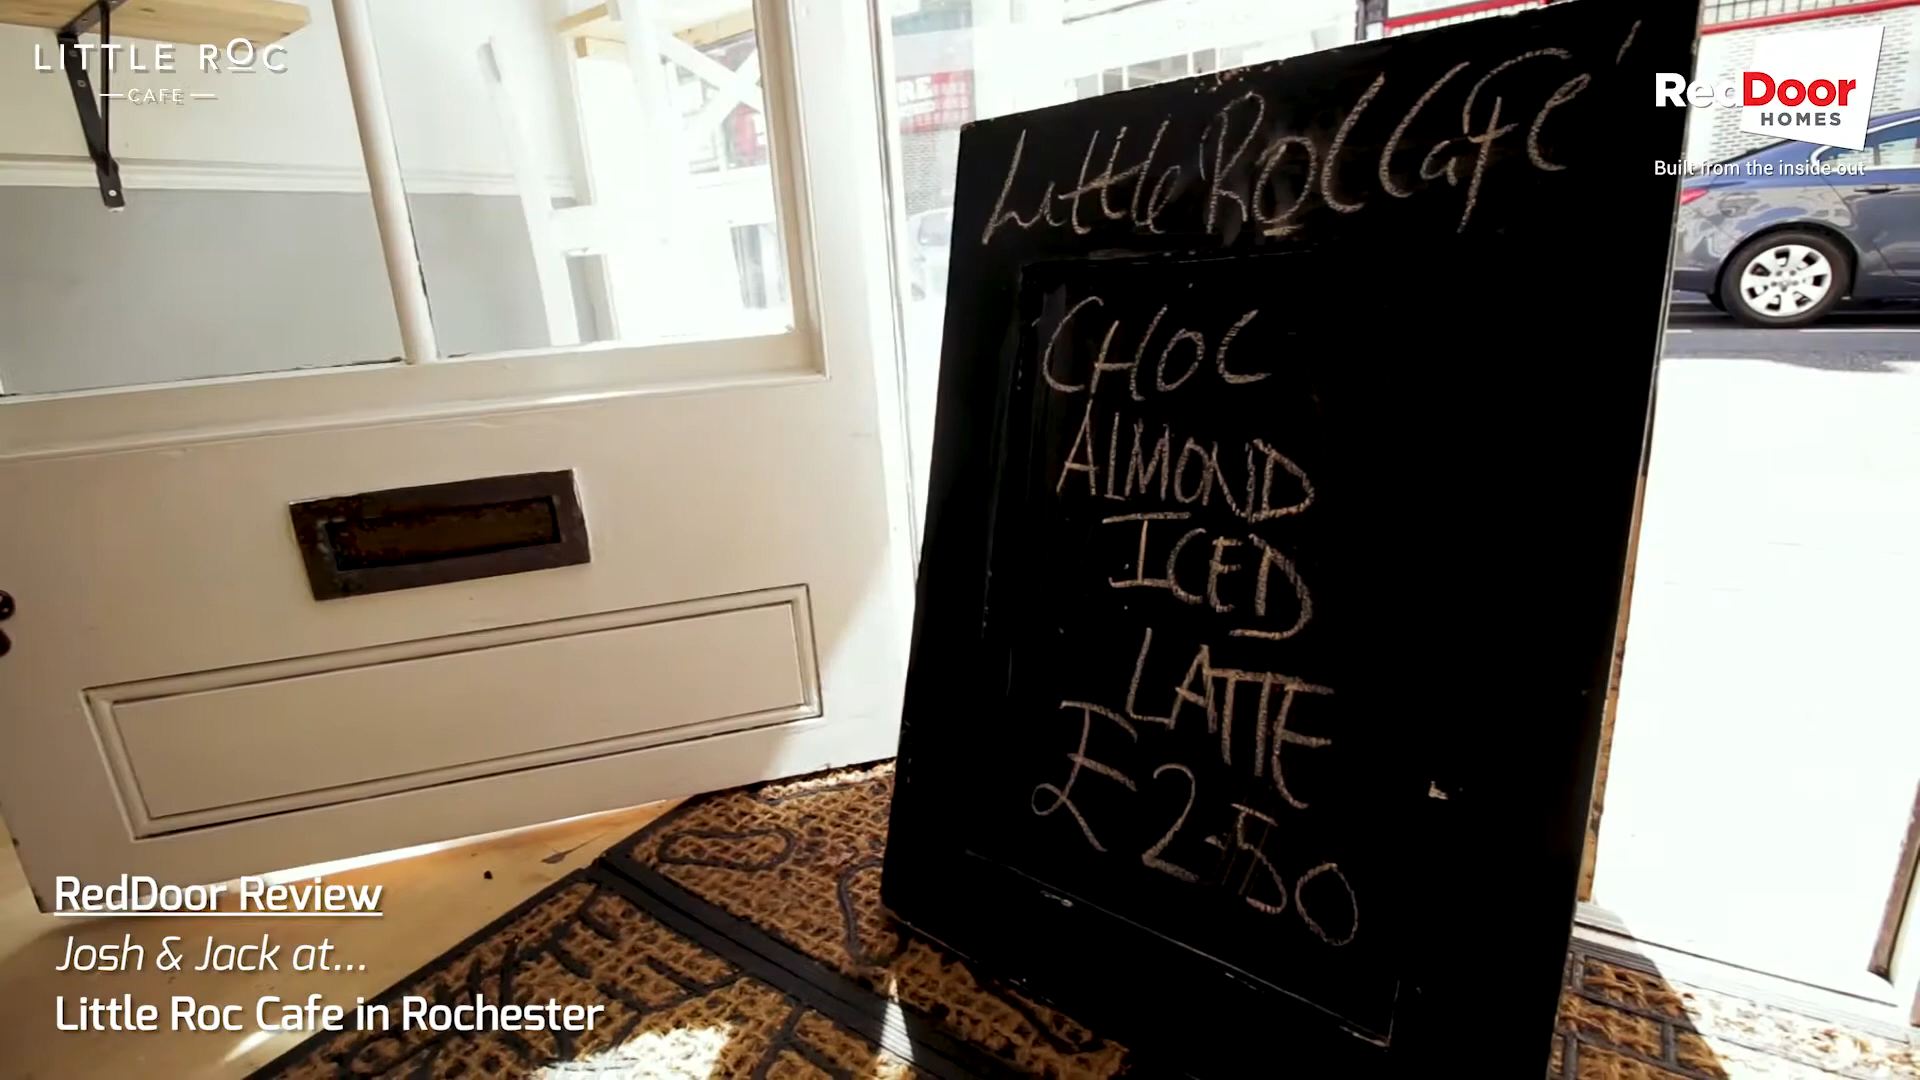 LITTLE ROC
CAFE
RedDoor
HOMES
Built from the inside out
Little Roc Cafe'
CHOC
AlMOND
ICED
LATTE
£2-50
RedDoor Review
Josh & Jack at...
Little Roc Cafe in Rochester